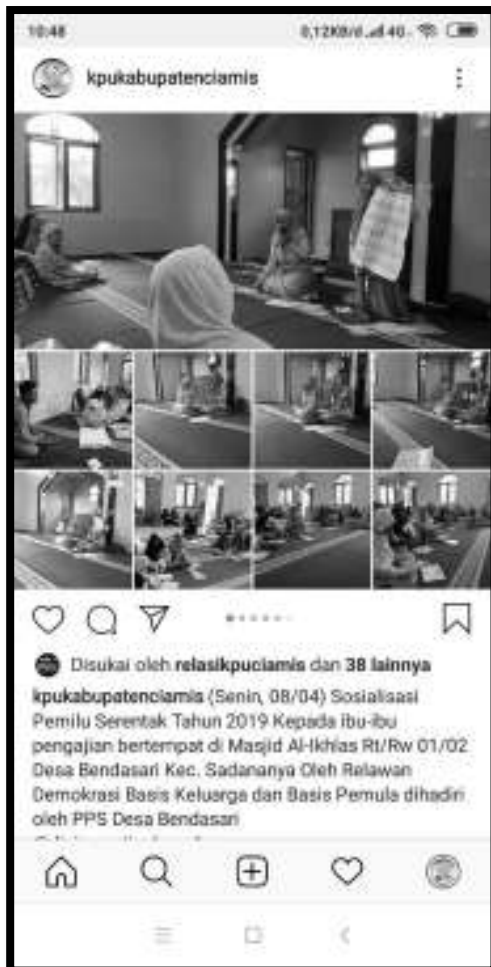 10:48
0,12KB/d 4G
kpukabupatenciamis
Disukai oleh relasikpuciamis dan 38 lainnya
kpukabupatenciamis (Senin, 08/04) Sosialisasi
Pemilu Serentak Tahun 2019 Kepada ibu-ibu
pengajian bertempat di Masjid Al-Ikhlas Rt/Rw 01/02
Desa Bendasari Kec. Sadananya Oleh Relawan
Demokrasi Basis Keluarga dan Basis Pemula dihadiri
oleh PPS Desa Bendasari